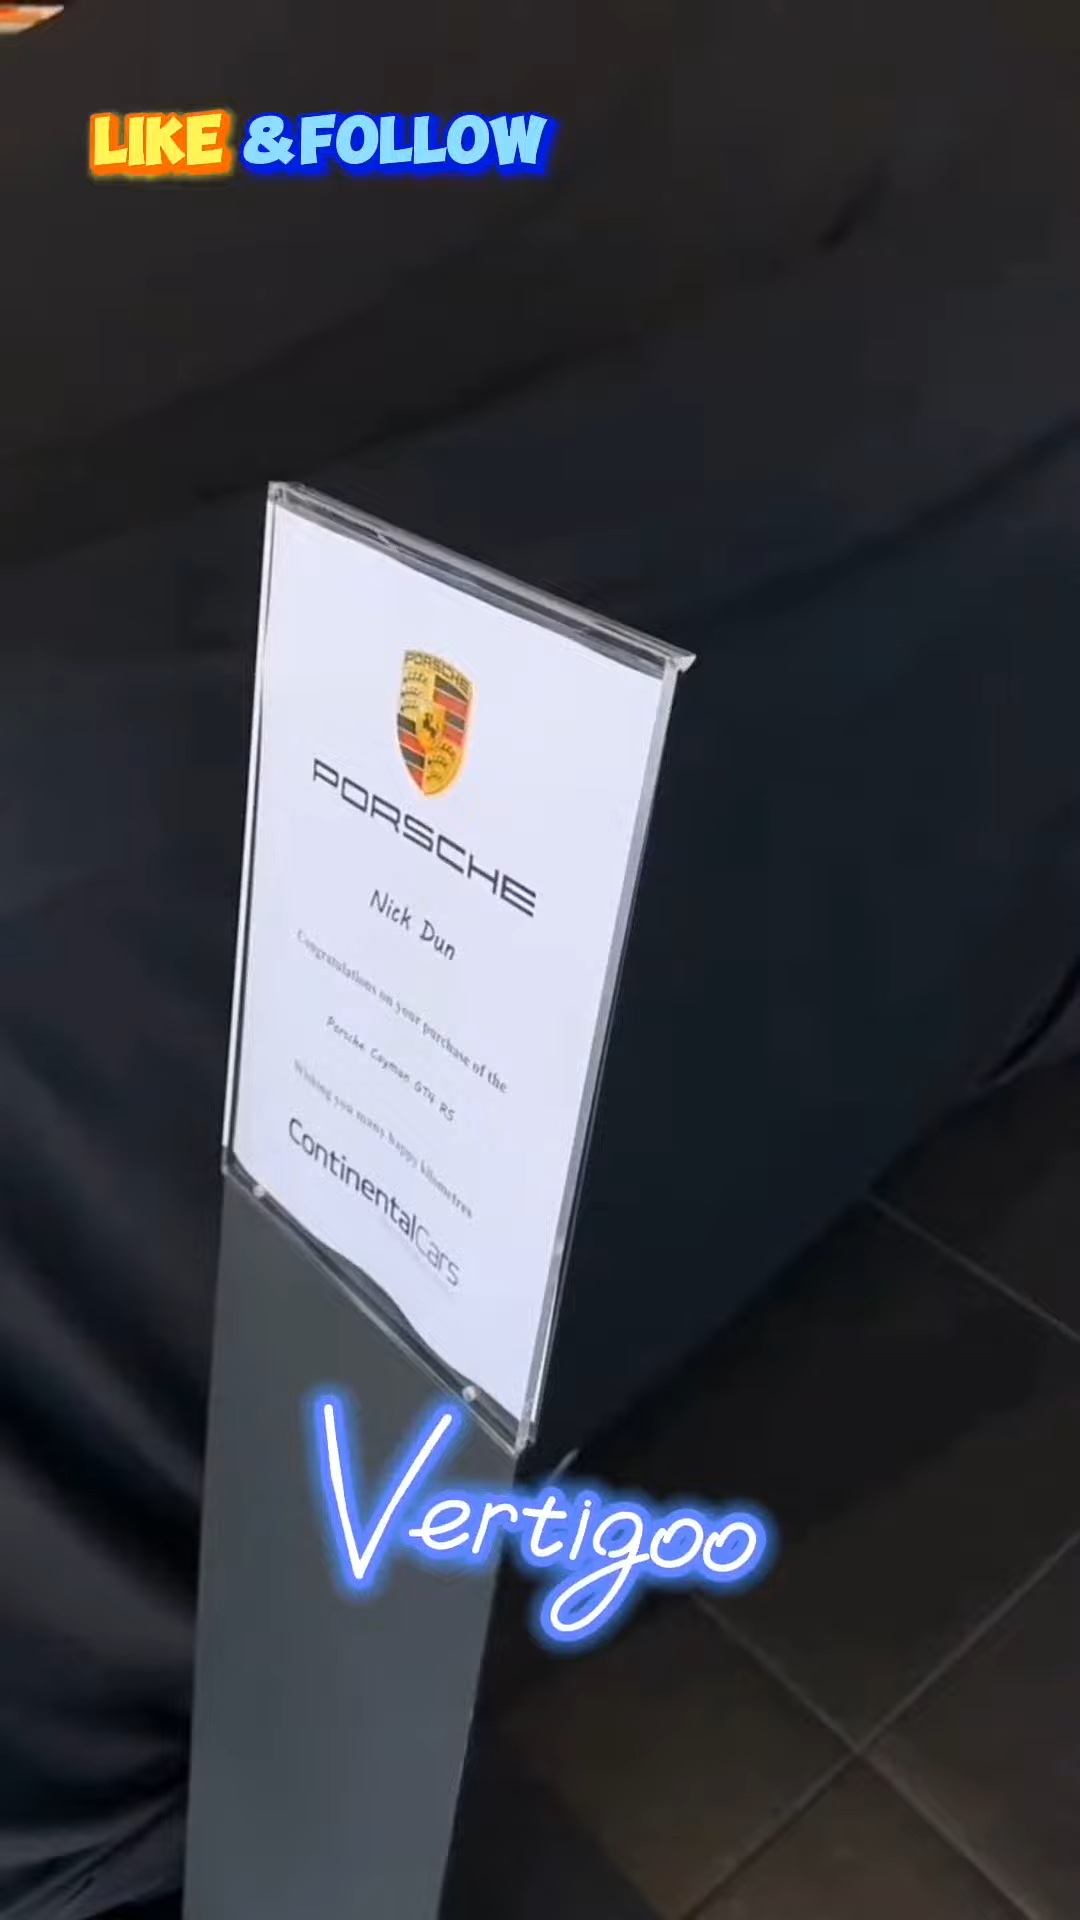 LIKE &FOLLOW
PORSCHE
PORSCHE
Nick Dun
Congratulations on your purchase of the
Porsche Cayman GT4 RS
Wishing you many happy kilometres
ContinentalCars
Vertigoo